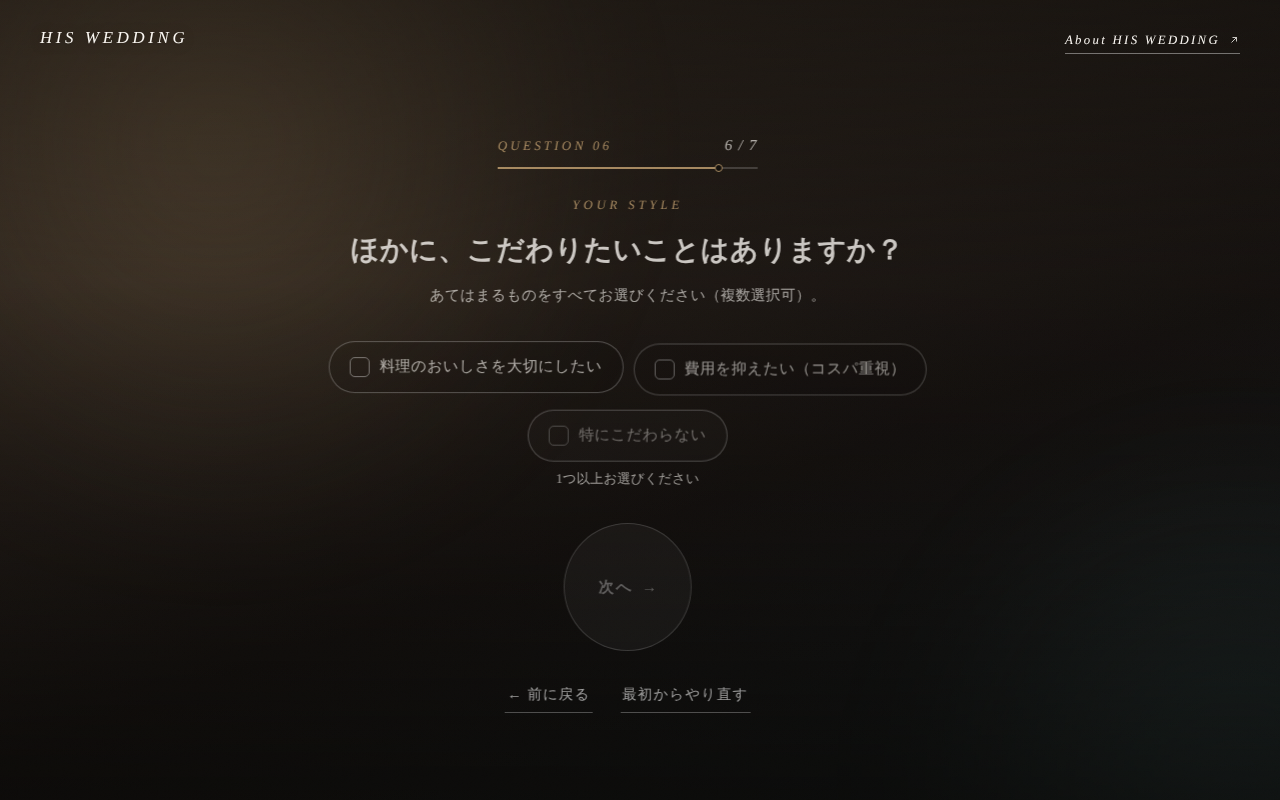 HIS WEDDING
About HIS WEDDING ↗
QUESTION 06
6 / 7
YOUR STYLE
ほかに、こだわりたいことはありますか？
あてはまるものをすべてお選びください（複数選択可）。
料理のおいしさを大切にしたい
費用を抑えたい（コスパ重視）
特にこだわらない
1つ以上お選びください
次へ →
← 前に戻る
最初からやり直す